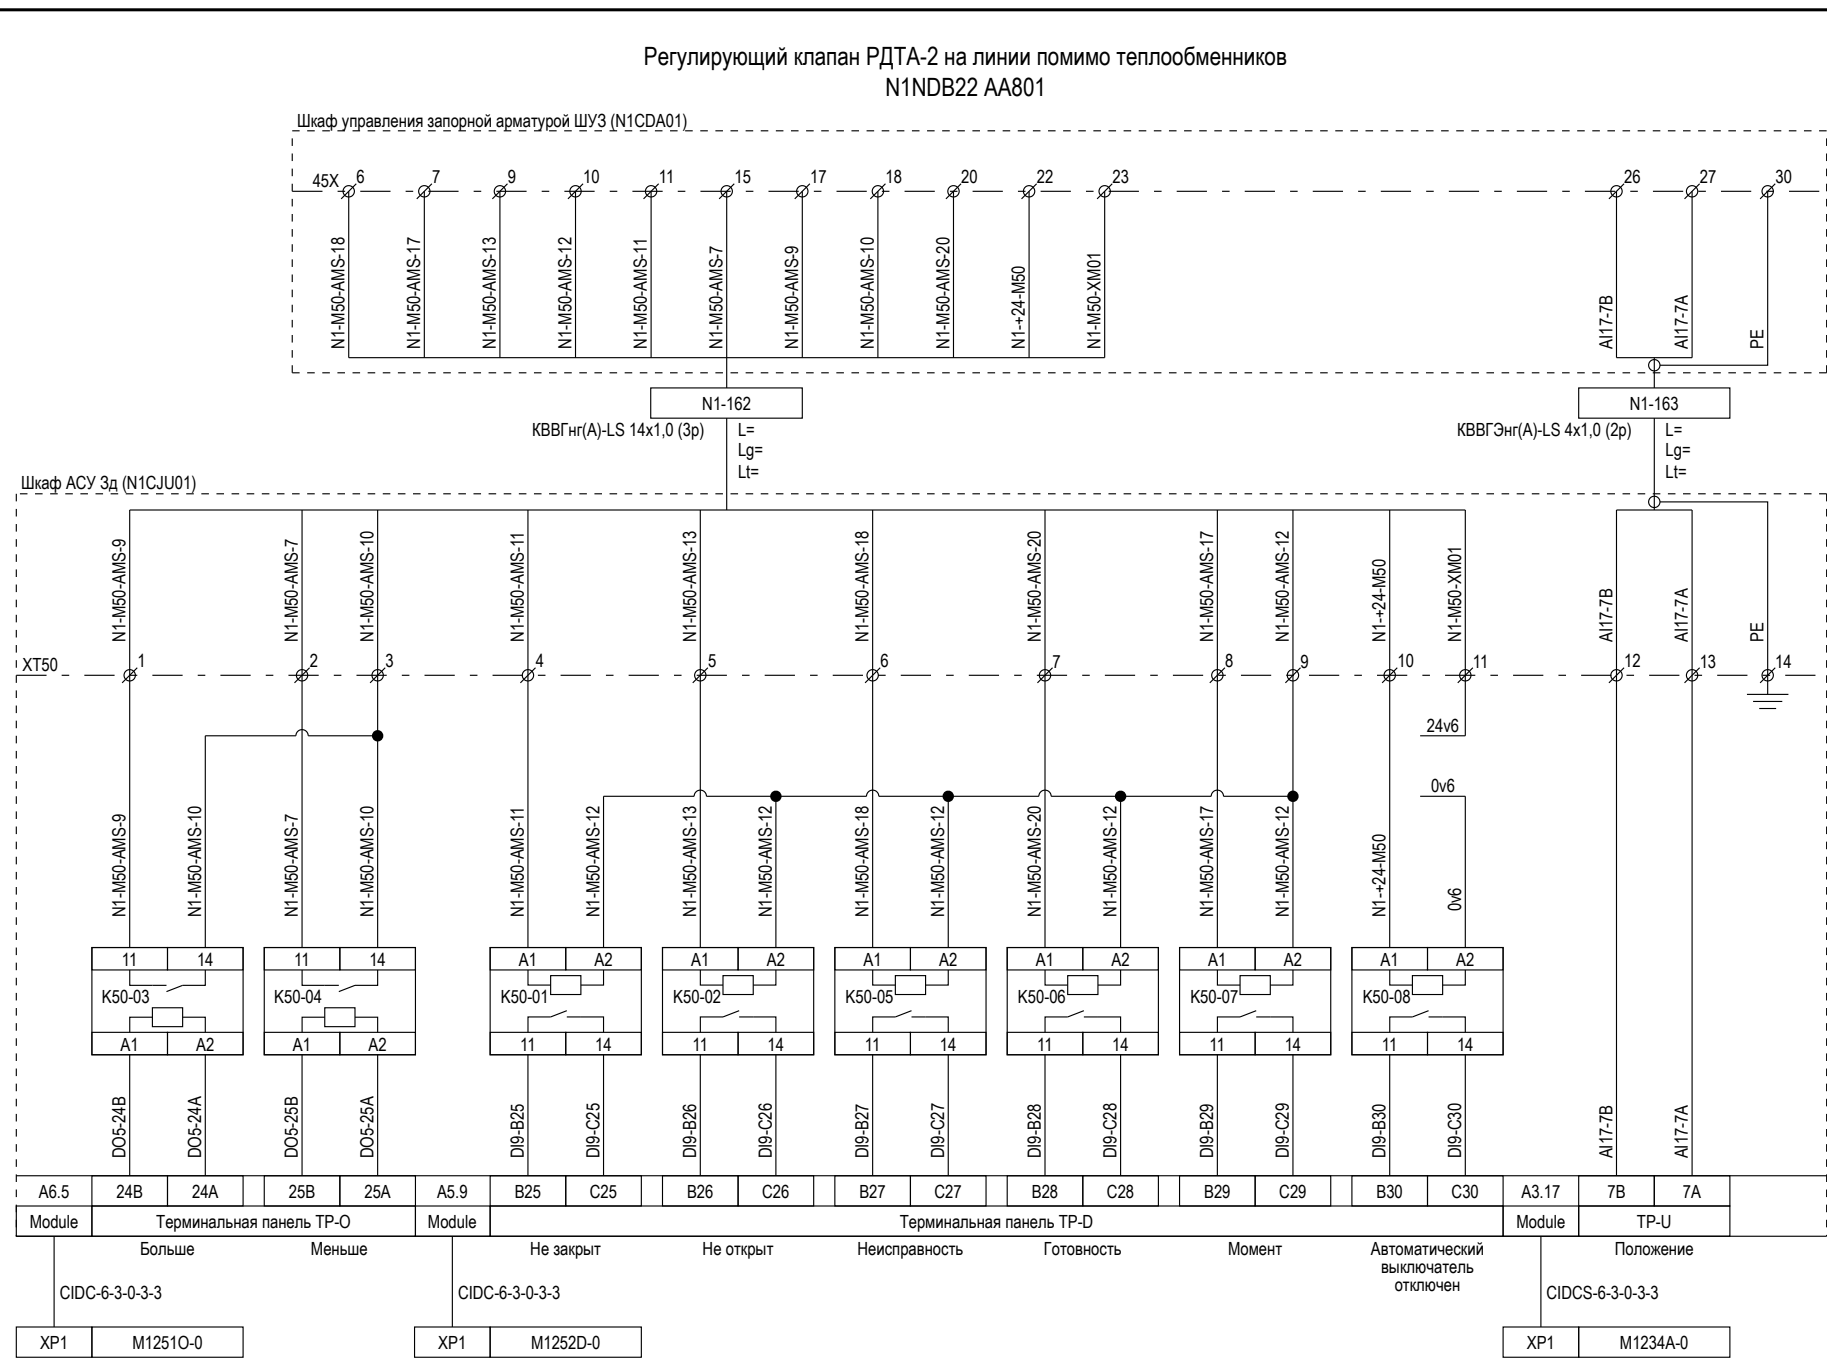 Регулирующий клапан РДТА-2 на линии помимо теплообменников
N1NDB22 AA801
Шкаф управления запорной арматурой ШУЗ (N1CDA01)
45X 6 7 9 10 11 15 17 18 20 22 23 26 27 30
N1-M50-AMS-18 N1-M50-AMS-17 N1-M50-AMS-13 N1-M50-AMS-12 N1-M50-AMS-11 N1-M50-AMS-7 N1-M50-AMS-9 N1-M50-AMS-10 N1-M50-AMS-20 N1-+24-M50 N1-M50-XM01 AI17-7B AI17-7A PE
N1-162 N1-163
КВВГнг(А)-LS 14x1,0 (3р) L= КВВГЭнг(А)-LS 4x1,0 (2р) L=
Lg= Lg=
Lt= Lt=
Шкаф АСУ 3д (N1CJU01)
N1-M50-AMS-9 N1-M50-AMS-7 N1-M50-AMS-10 N1-M50-AMS-11 N1-M50-AMS-13 N1-M50-AMS-18 N1-M50-AMS-20 N1-M50-AMS-17 N1-M50-AMS-12 N1-+24-M50 N1-M50-XM01 AI17-7B AI17-7A PE
XT50 1 2 3 4 5 6 7 8 9 10 11 12 13 14
24v6
0v6
N1-M50-AMS-9 N1-M50-AMS-10 N1-M50-AMS-7 N1-M50-AMS-10 N1-M50-AMS-11 N1-M50-AMS-12 N1-M50-AMS-13 N1-M50-AMS-12 N1-M50-AMS-18 N1-M50-AMS-12 N1-M50-AMS-20 N1-M50-AMS-12 N1-M50-AMS-17 N1-M50-AMS-12 N1-+24-M50 0v6
11 14 11 14 A1 A2 A1 A2 A1 A2 A1 A2 A1 A2 A1 A2
K50-03 K50-04 K50-01 K50-02 K50-05 K50-06 K50-07 K50-08
A1 A2 A1 A2 11 14 11 14 11 14 11 14 11 14 11 14
DO5-24B DO5-24A DO5-25B DO5-25A DI9-B25 DI9-C25 DI9-B26 DI9-C26 DI9-B27 DI9-C27 DI9-B28 DI9-C28 DI9-B29 DI9-C29 DI9-B30 DI9-C30 AI17-7B AI17-7A
A6.5 24B 24A 25B 25A A5.9 B25 C25 B26 C26 B27 C27 B28 C28 B29 C29 B30 C30 A3.17 7B 7A
Module Терминальная панель TP-O Module Терминальная панель TP-D Module TP-U
Больше Меньше Не закрыт Не открыт Неисправность Готовность Момент Автоматический Положение
выключатель
отключен
CIDC-6-3-0-3-3 CIDC-6-3-0-3-3 CIDCS-6-3-0-3-3
XP1 M1251O-0 XP1 M1252D-0 XP1 M1234A-0